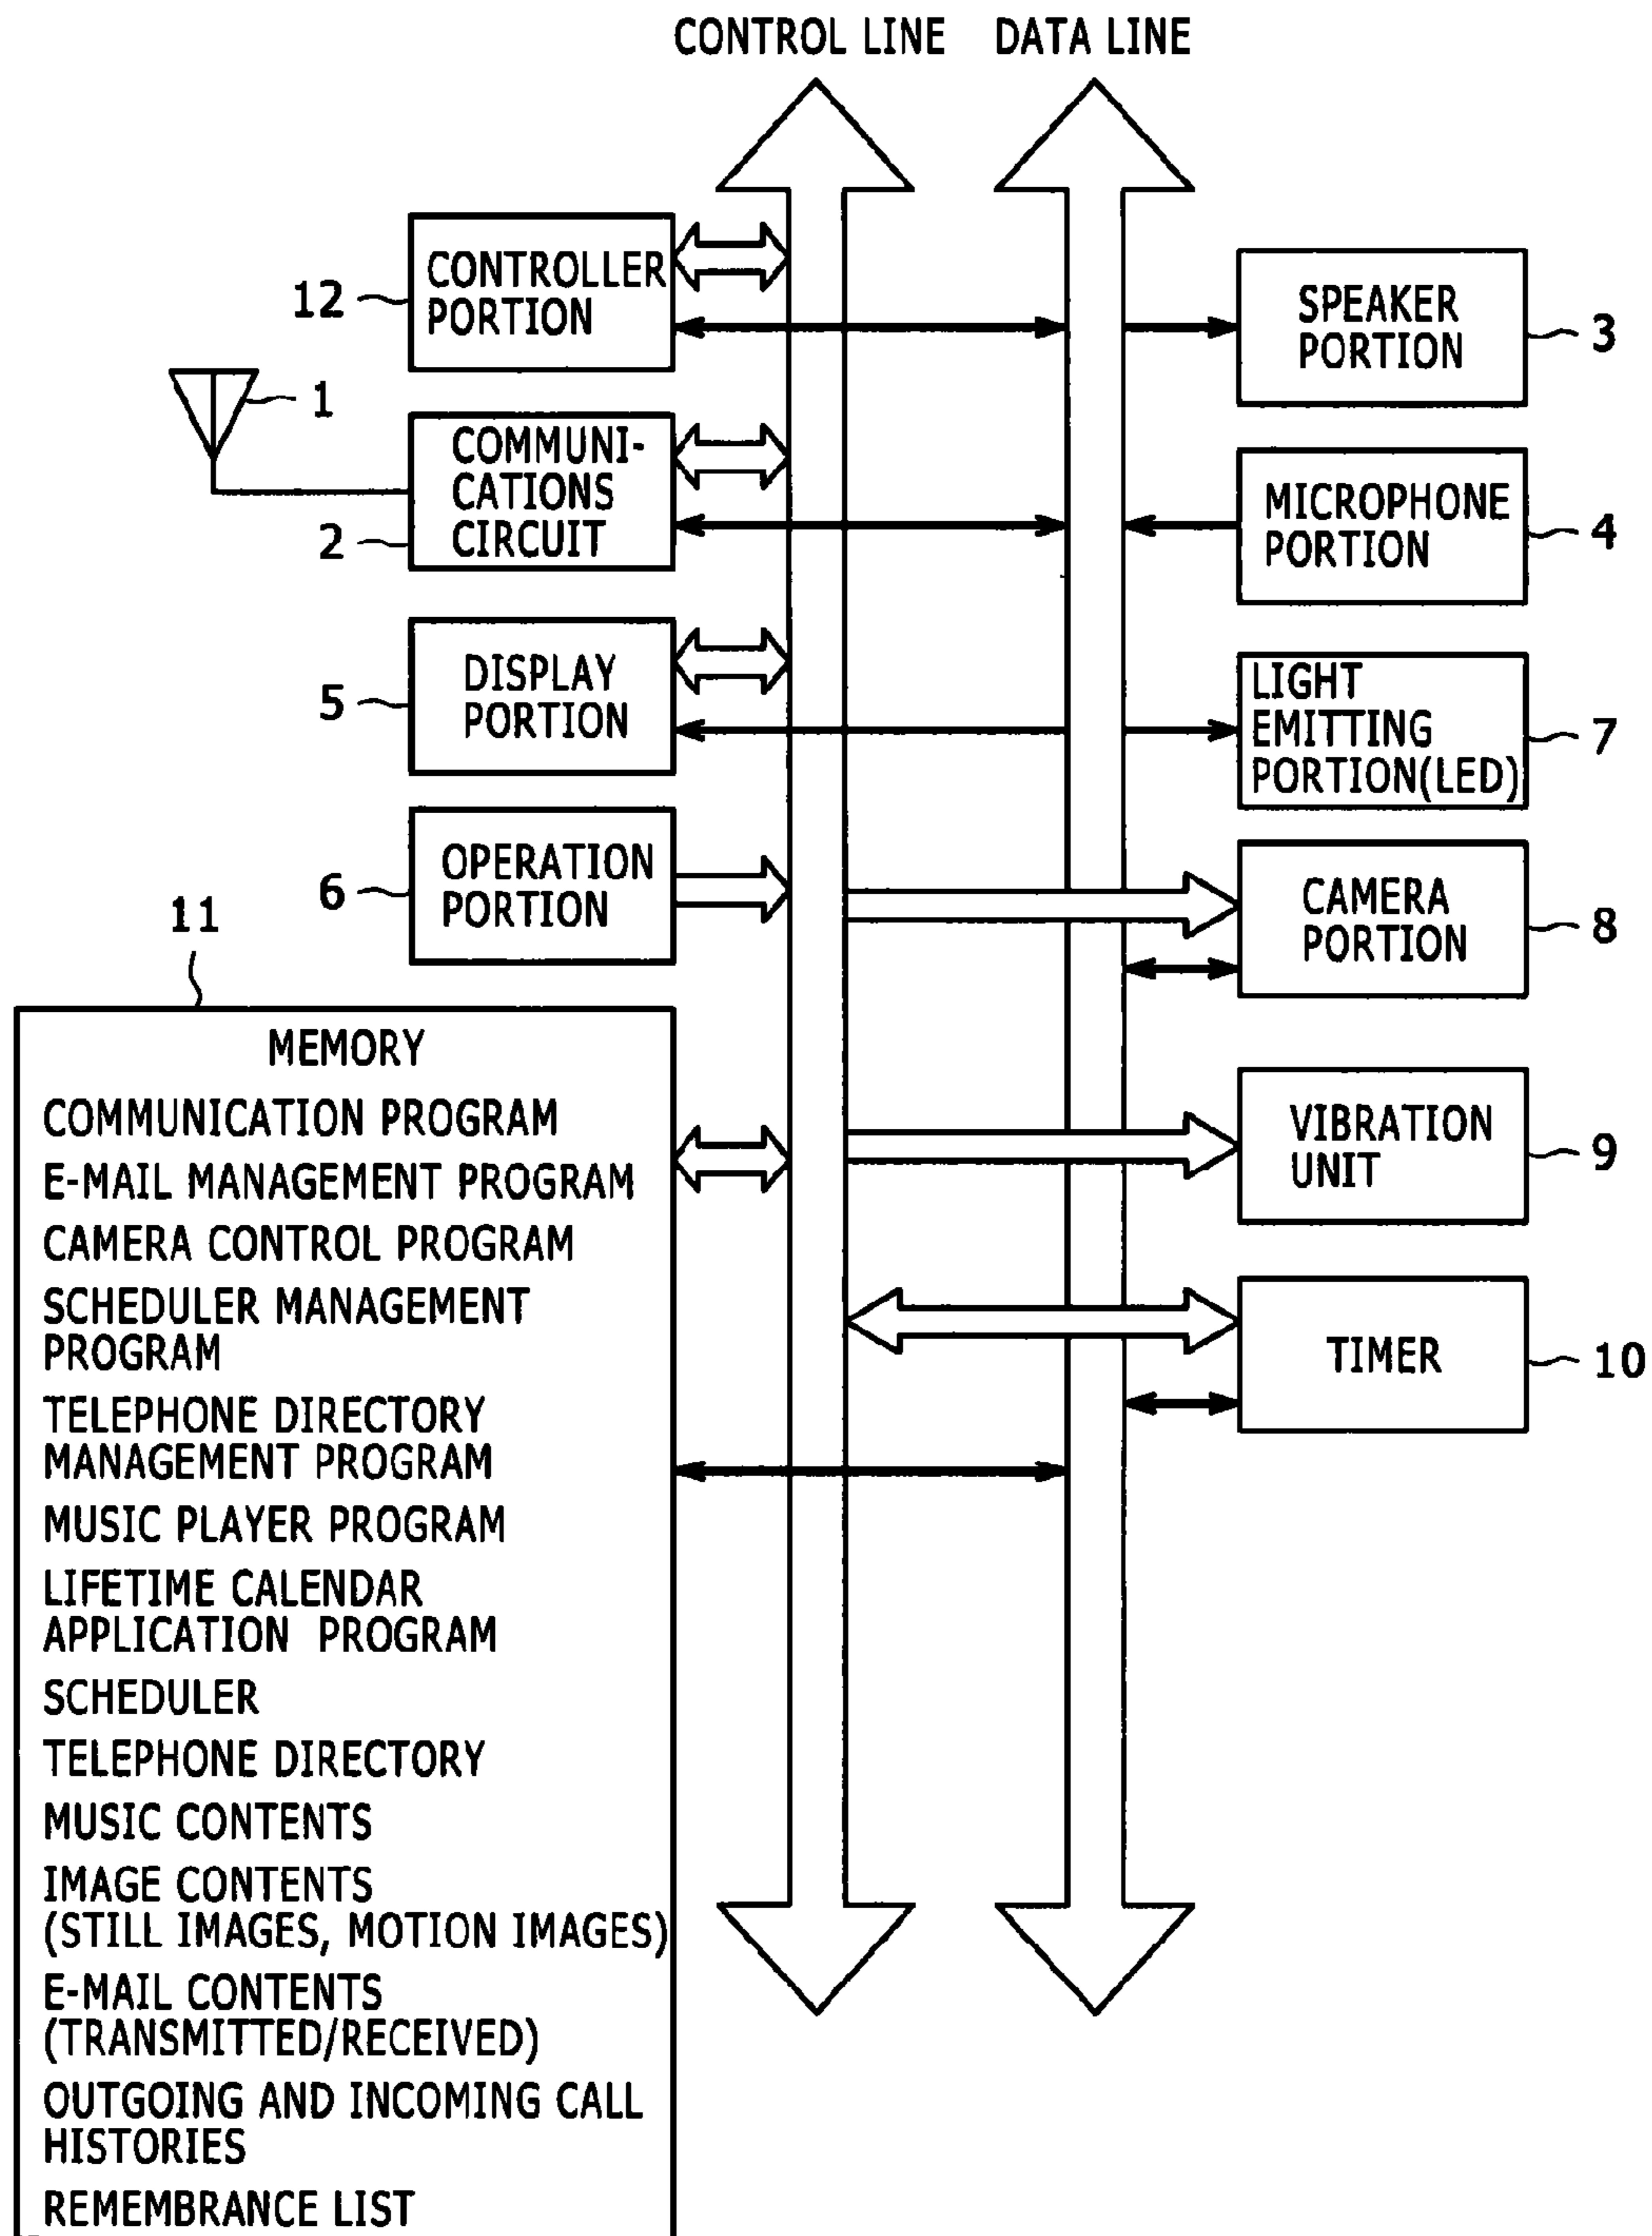 CONTROL LINE
DATA LINE
CONTROLLER
PORTION
12
1
COMMUNI-
CATIONS
CIRCUIT
2
DISPLAY
PORTION
5
OPERATION
PORTION
6
11
MEMORY
COMMUNICATION PROGRAM
E-MAIL MANAGEMENT PROGRAM
CAMERA CONTROL PROGRAM
SCHEDULER MANAGEMENT
PROGRAM
TELEPHONE DIRECTORY
MANAGEMENT PROGRAM
MUSIC PLAYER PROGRAM
LIFETIME CALENDAR
APPLICATION PROGRAM
SCHEDULER
TELEPHONE DIRECTORY
MUSIC CONTENTS
IMAGE CONTENTS
(STILL IMAGES, MOTION IMAGES)
E-MAIL CONTENTS
(TRANSMITTED/RECEIVED)
OUTGOING AND INCOMING CALL
HISTORIES
REMEMBRANCE LIST
SPEAKER
PORTION
3
MICROPHONE
PORTION
4
LIGHT
EMITTING
PORTION(LED)
7
CAMERA
PORTION
8
VIBRATION
UNIT
9
TIMER
10